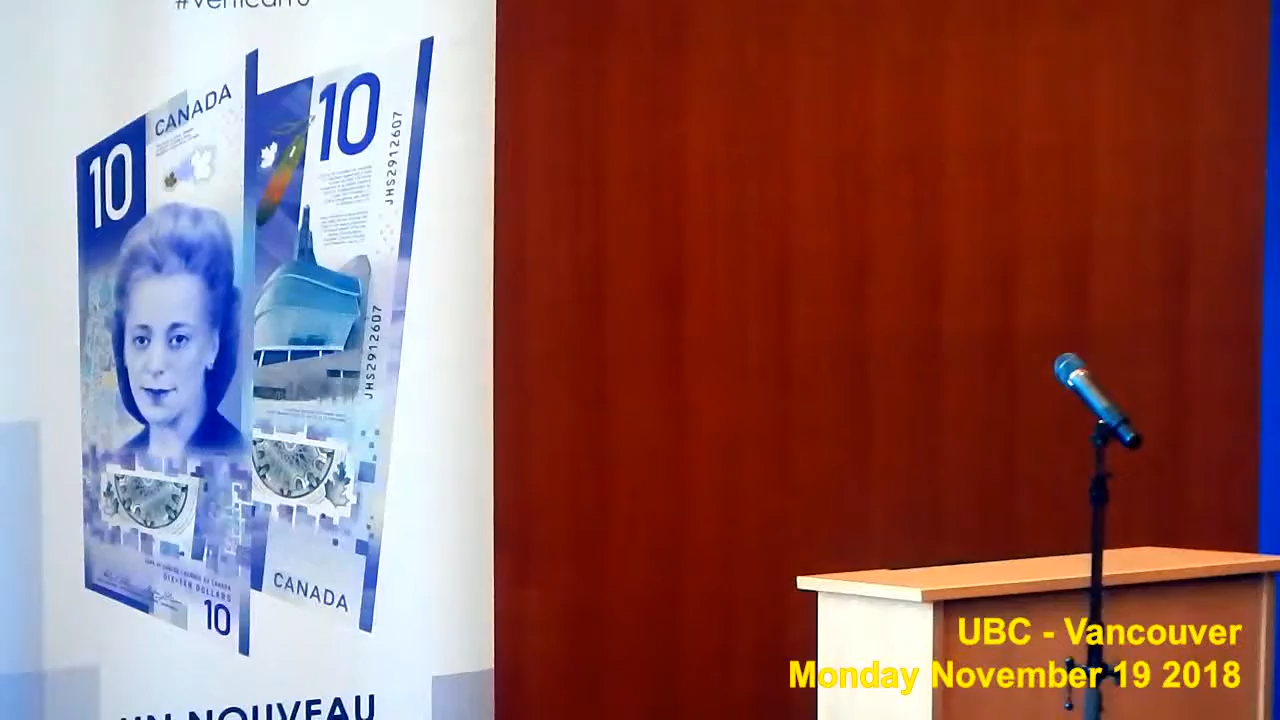 10
CANADA
10
JHS2912607
JHS2912607
10
CANADA
UN NOUVEAU
UBC - Vancouver
Monday November 19 2018